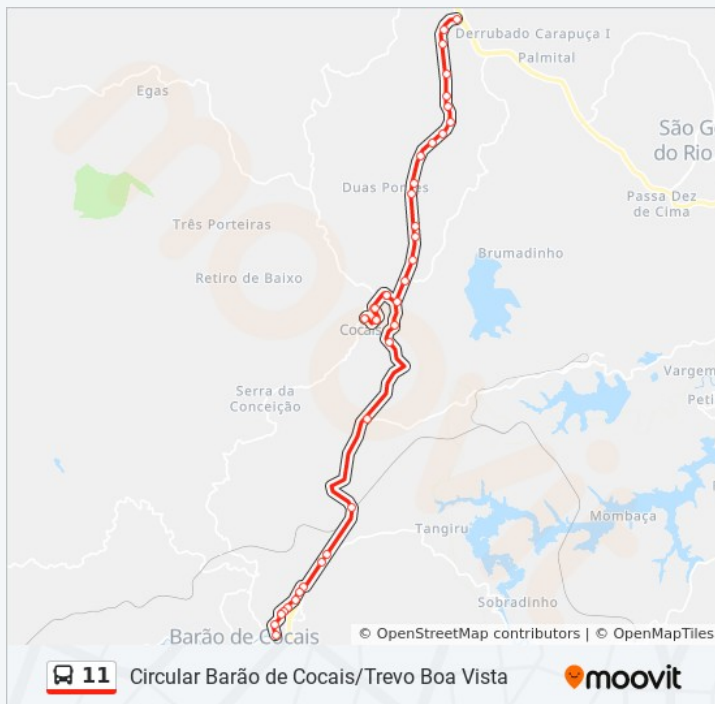 Derrubado Carapuça I
Palmital
Egas
São G
do Rio
Duas Pontes
Passa Dez
de Cima
Três Porteiras
Brumadinho
Retiro de Baixo
Cocais
Vargem
Peti
Serra da
Conceição
Mombaça
Tangiru
Sobradinho
Barão de Cocais
© OpenStreetMap contributors | © OpenMapTiles
11 Circular Barão de Cocais/Trevo Boa Vista
moovit
moovit